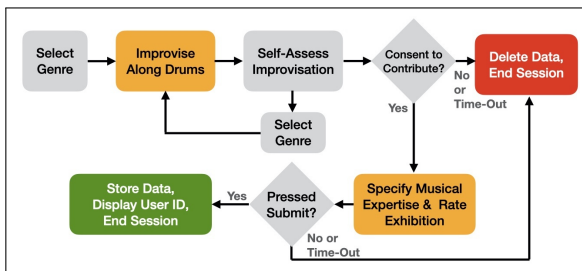 Select
Genre
Improvise
Along Drums
Self-Assess
Improvisation
Consent to
Contribute?
No
or
Time-Out
Delete Data,
End Session
Select
Genre
Yes
Specify Musical
Expertise & Rate
Exhibition
Pressed
Submit?
Yes
No or
Time-Out
Store Data,
Display User ID,
End Session